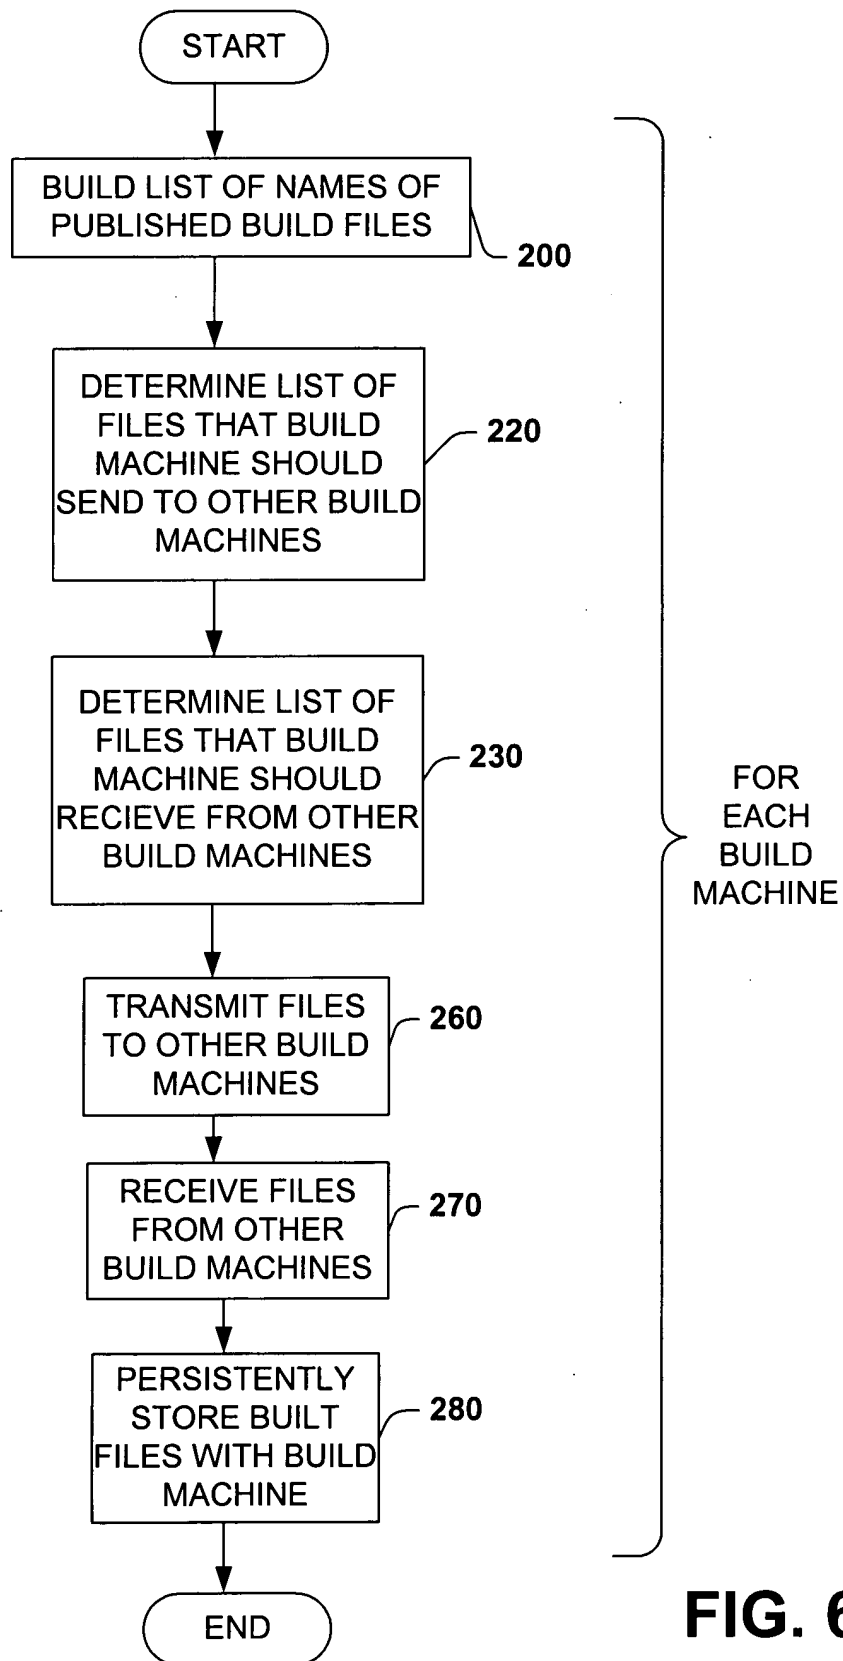 START
BUILD LIST OF NAMES OF
PUBLISHED BUILD FILES
200
DETERMINE LIST OF
FILES THAT BUILD
MACHINE SHOULD
SEND TO OTHER BUILD
MACHINES
220
DETERMINE LIST OF
FILES THAT BUILD
MACHINE SHOULD
RECIEVE FROM OTHER
BUILD MACHINES
230
FOR
EACH
BUILD
MACHINE
TRANSMIT FILES
TO OTHER BUILD
MACHINES
260
RECEIVE FILES
FROM OTHER
BUILD MACHINES
270
PERSISTENTLY
STORE BUILT
FILES WITH BUILD
MACHINE
280
END
FIG. 6